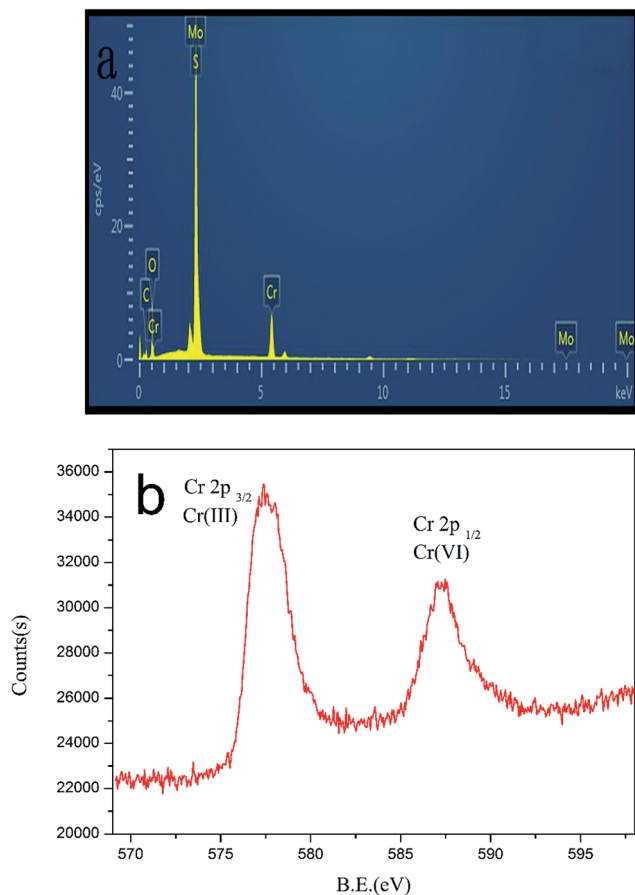 a
Mo
S
40
cps/eV
20
O
C
Cr
Cr
Mo
Mo
0
0
5
10
15
keV
b
Cr 2p 3/2
Cr(III)
Cr 2p 1/2
Cr(VI)
36000
34000
32000
30000
28000
26000
24000
22000
20000
Counts(s)
570
575
580
585
590
595
B.E.(eV)